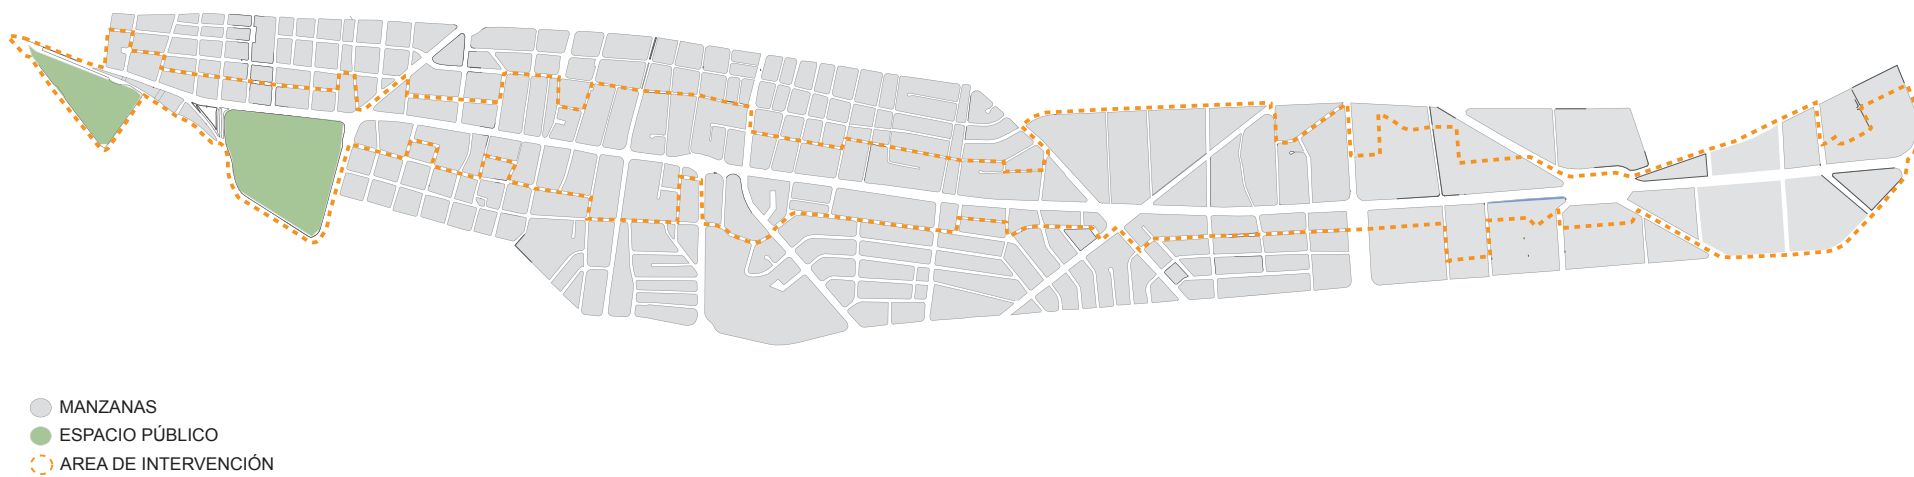 MANZANAS
ESPACIO PÚBLICO
AREA DE INTERVENCIÓN